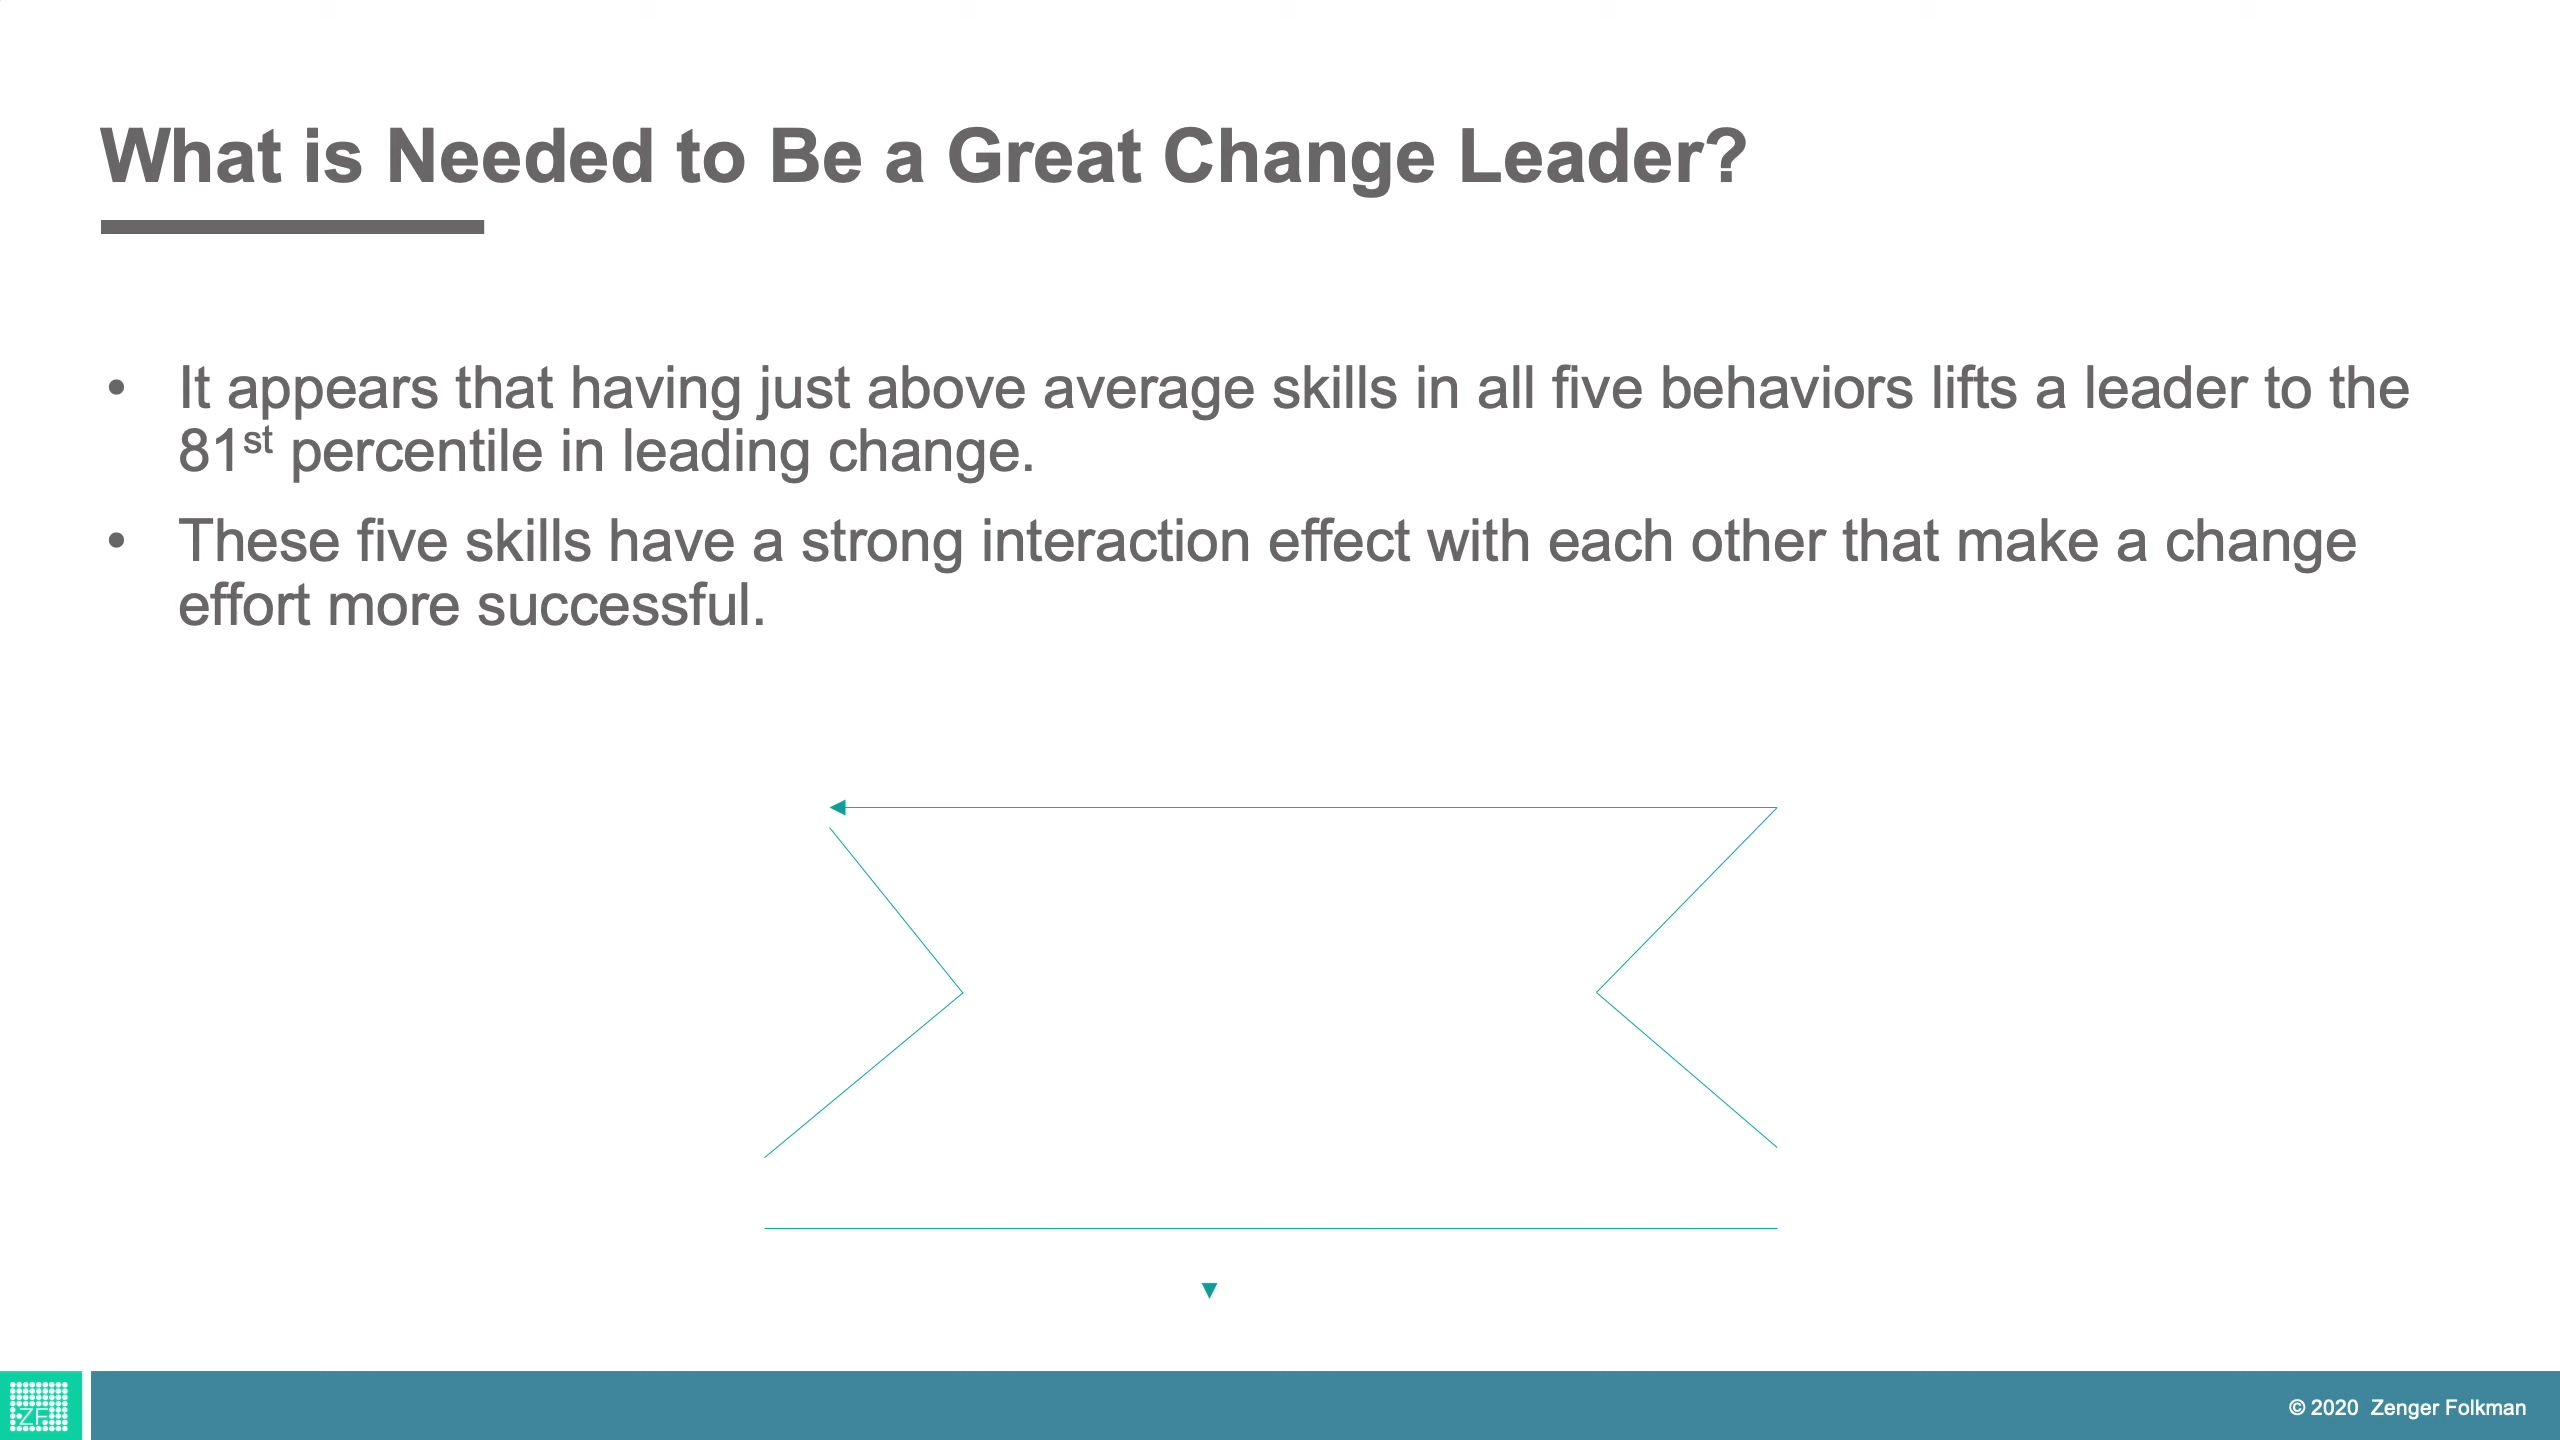 What is Needed to Be a Great Change Leader?
• It appears that having just above average skills in all five behaviors lifts a leader to the
81st percentile in leading change.
• These five skills have a strong interaction effect with each other that make a change
effort more successful.
ZF
© 2020 Zenger Folkman